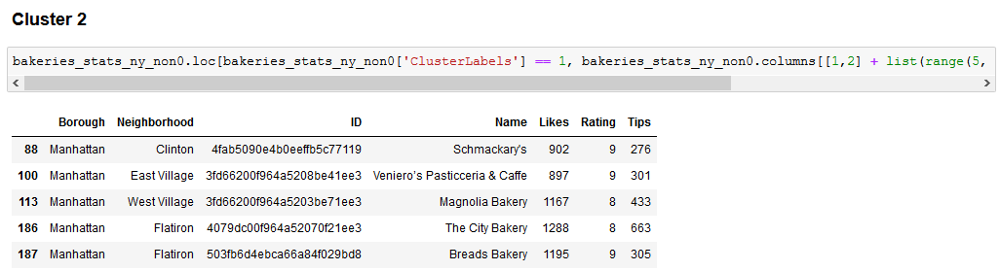 Cluster 2
bakeries_stats_ny_non0.loc[bakeries_stats_ny_non0['ClusterLabels'] == 1, bakeries_stats_ny_non0.columns[[1,2] + list(range(5,
Borough Neighborhood ID Name Likes Rating Tips
88 Manhattan Clinton 4fab5090e4b0eeffb5c77119 Schmackary's 902 9 276
100 Manhattan East Village 3fd66200f964a5208be41ee3 Veniero's Pasticceria & Caffe 897 9 301
113 Manhattan West Village 3fd66200f964a5203be71ee3 Magnolia Bakery 1167 8 433
186 Manhattan Flatiron 4079dc00f964a52070f21ee3 The City Bakery 1288 8 663
187 Manhattan Flatiron 503fb6d4ebca66a84f029bd8 Breads Bakery 1195 9 305